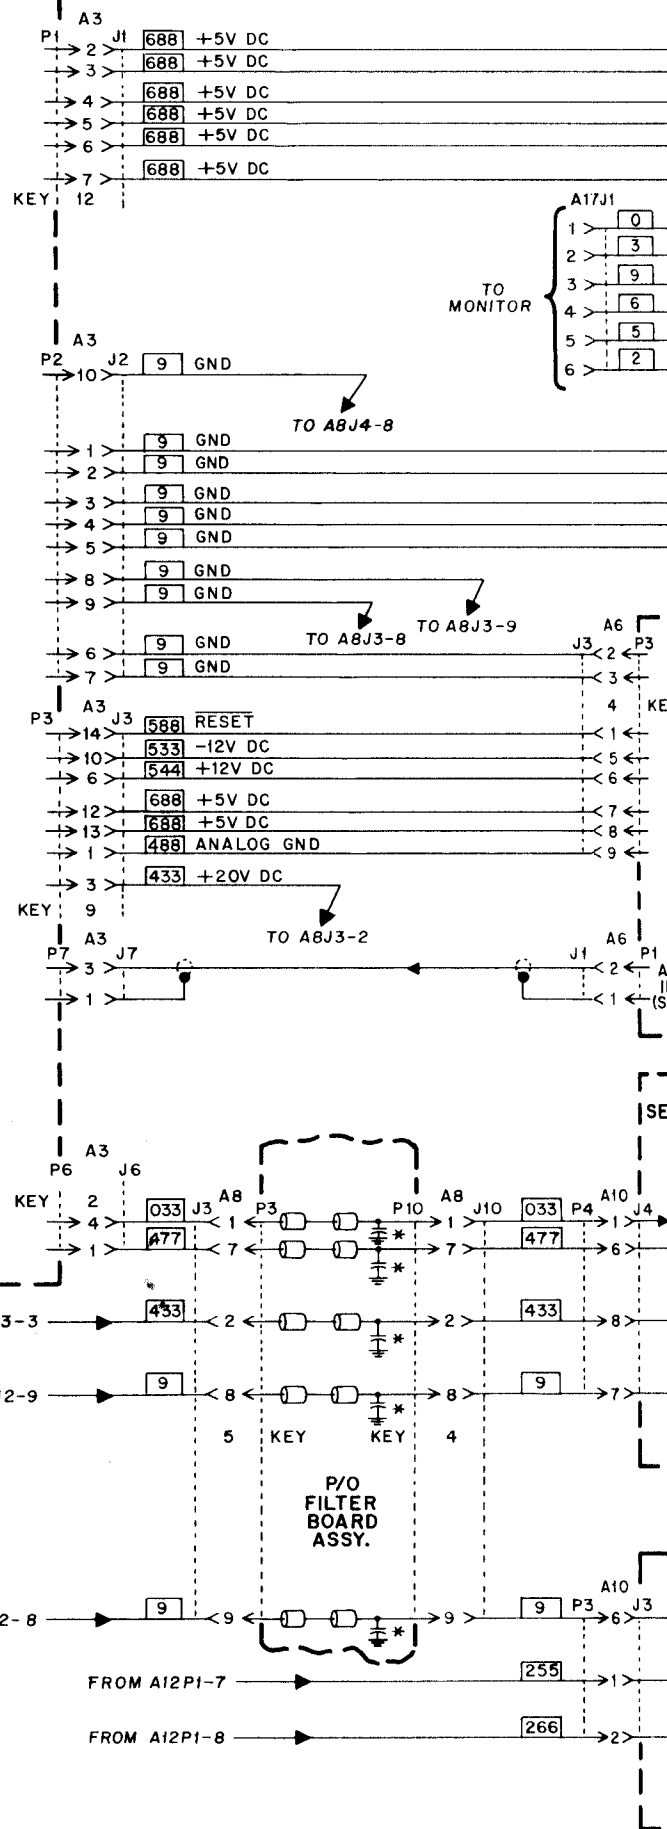 A3
P1 2 J1 688 +5V DC
3 688 +5V DC
4 688 +5V DC
5 688 +5V DC
6 688 +5V DC
7 688 +5V DC
KEY 12
A17J1
1 0
2 3
3 9
4 6
5 5
6 2
TO
MONITOR
A3
P2 10 J2 9 GND
TO A8J4-8
1 9 GND
2 9 GND
3 9 GND
4 9 GND
5 9 GND
8 9 GND
9 9 GND
TO A8J3-8 TO A8J3-9
A6
6 9 GND J3 2 P3
7 9 GND 3
A3 4 KE
P3 14 J3 588 RESET 1
10 533 -12V DC 5
6 544 +12V DC 6
12 688 +5V DC 7
13 688 +5V DC 8
1 488 ANALOG GND 9
3 433 +20V DC
KEY 9
TO A8J3-2
A3 A6
P7 3 J7 J1 2 P1
1 1
A
(S
SE
A3
P6 J6
KEY 2
A8 A8 A10
4 033 J3 1 P3 P10 1 J10 033 P4 1 J4
*
1 477 7 7 477 6
*
3-3 433 2 2 433 8
*
2-9 9 8 8 9 7
*
5 KEY KEY 4
P/O
FILTER
BOARD
ASSY.
A10
2-8 9 9 9 9 P3 6 J3
*
FROM A12P1-7 255 1
FROM A12P1-8 266 2